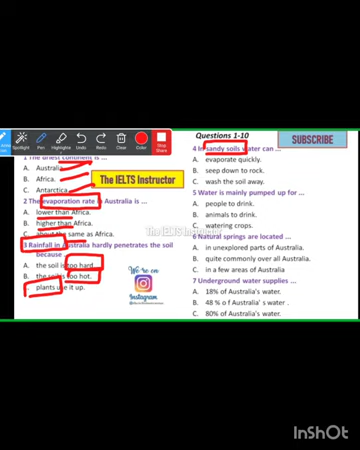 Write
Spotlight
Pen
Highlighter
Undo
Redo
Clear
Color
Stop Share
Questions 1-10
SUBSCRIBE
1 The driest continent is ...
A. Australia
B. Africa.
C. Antarctica
The IELTS Instructor
2 The evaporation rate in Australia is ...
A. lower than Africa.
B. higher than Africa.
C. about the same as Africa.
3 Rainfall in Australia hardly penetrates the soil
because
A. the soil is too hard.
B. the soil is too hot.
plants use it up.
We're on
Instagram
4 In sandy soils water can ...
A. evaporate quickly.
B. seep down to rock.
C. wash the soil away.
5 Water is mainly pumped up for ...
A. people to drink.
B. animals to drink.
C. watering crops.
The IELTS Instructor
6 Natural springs are located ...
A. in unexplored parts of Australia.
B. quite commonly over all Australia.
C. in a few areas of Australia
7 Underground water supplies ...
A. 18% of Australia's water.
B. 48 % o f Australia' s water .
C. 80% of Australia's water.
InShOt